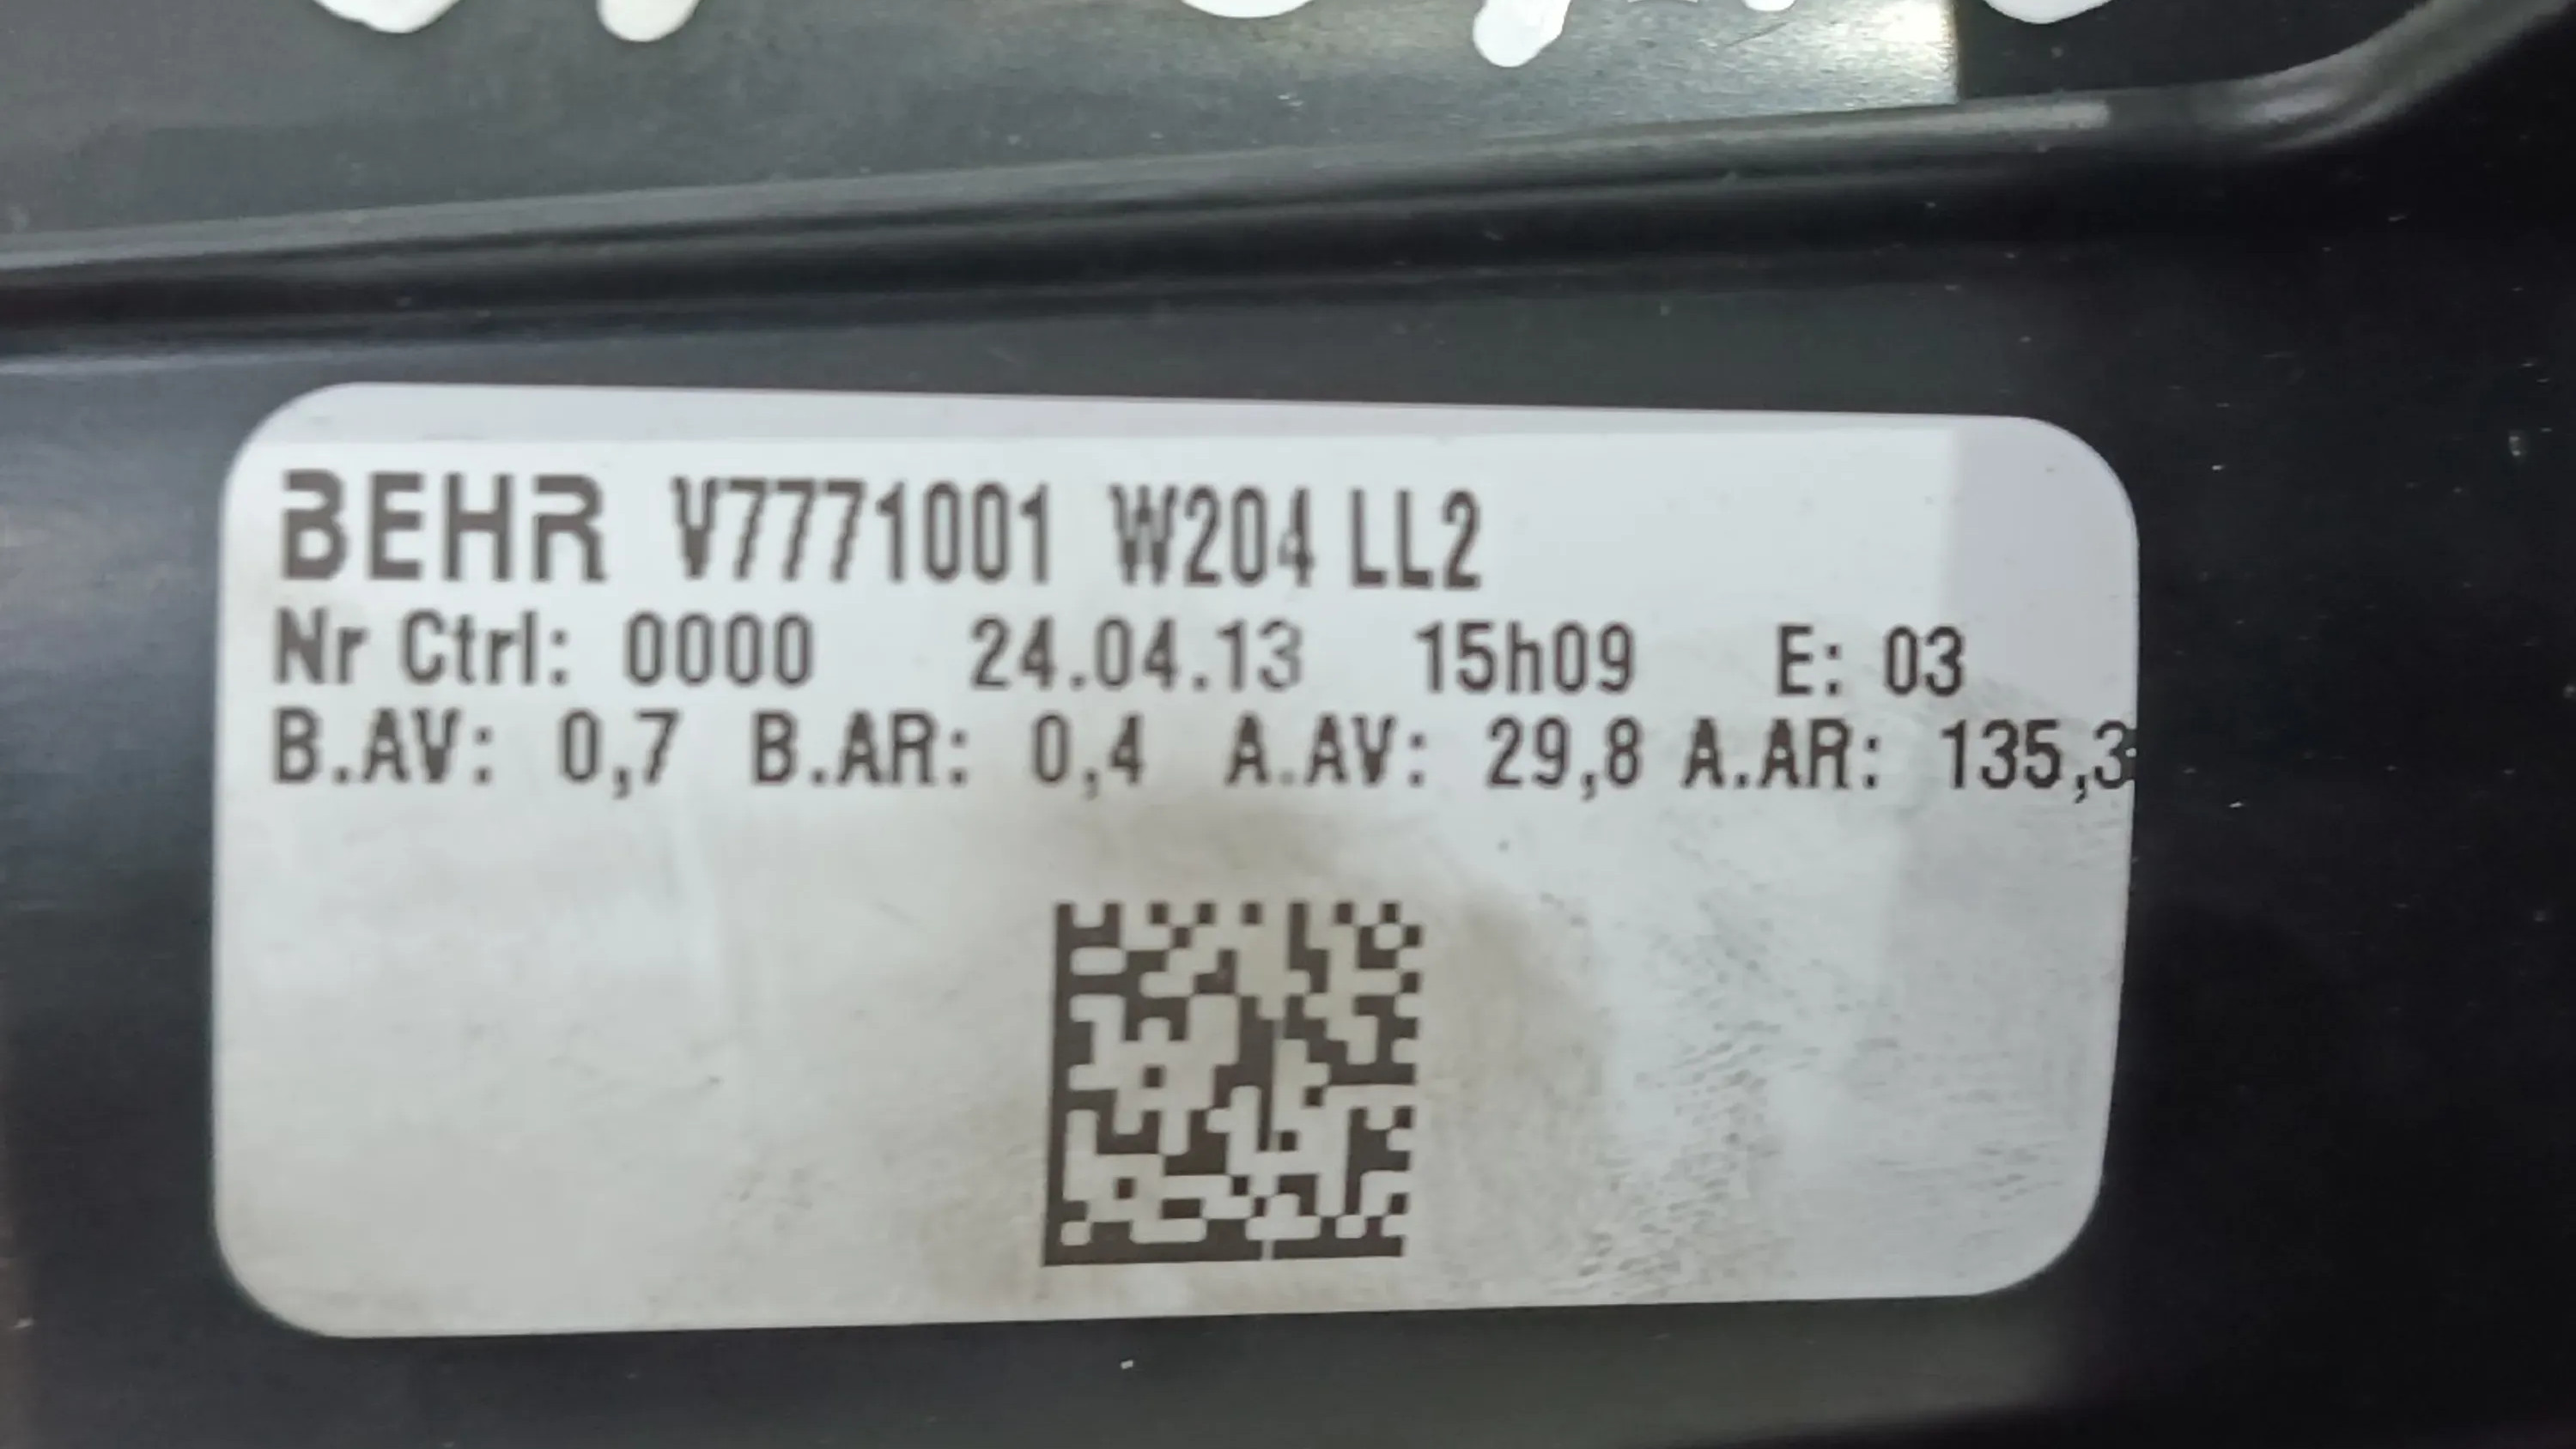 BEHR V7771001 W204 LL2
Nr Ctrl: 0000 24.04.13 15h09 E: 03
B.AV: 0,7 B.AR: 0,4 A.AV: 29,8 A.AR: 135,3